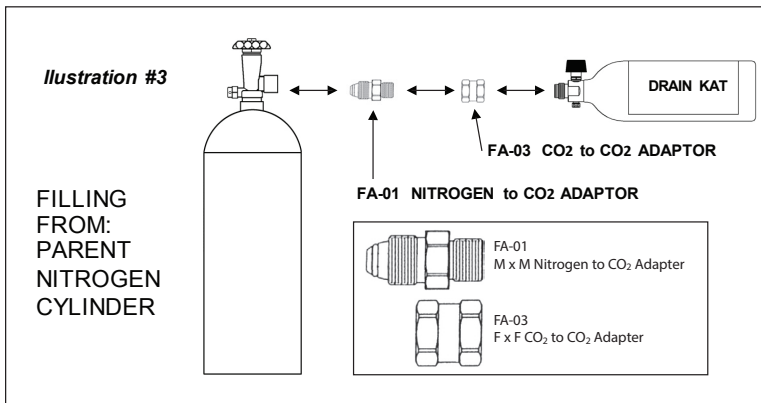 Ilustration #3
DRAIN KAT
FA-03 CO2 to CO2 ADAPTOR
FA-01 NITROGEN to CO2 ADAPTOR
FILLING
FROM:
PARENT
NITROGEN
CYLINDER
FA-01
M x M Nitrogen to CO₂ Adapter
FA-03
F x F CO₂ to CO₂ Adapter